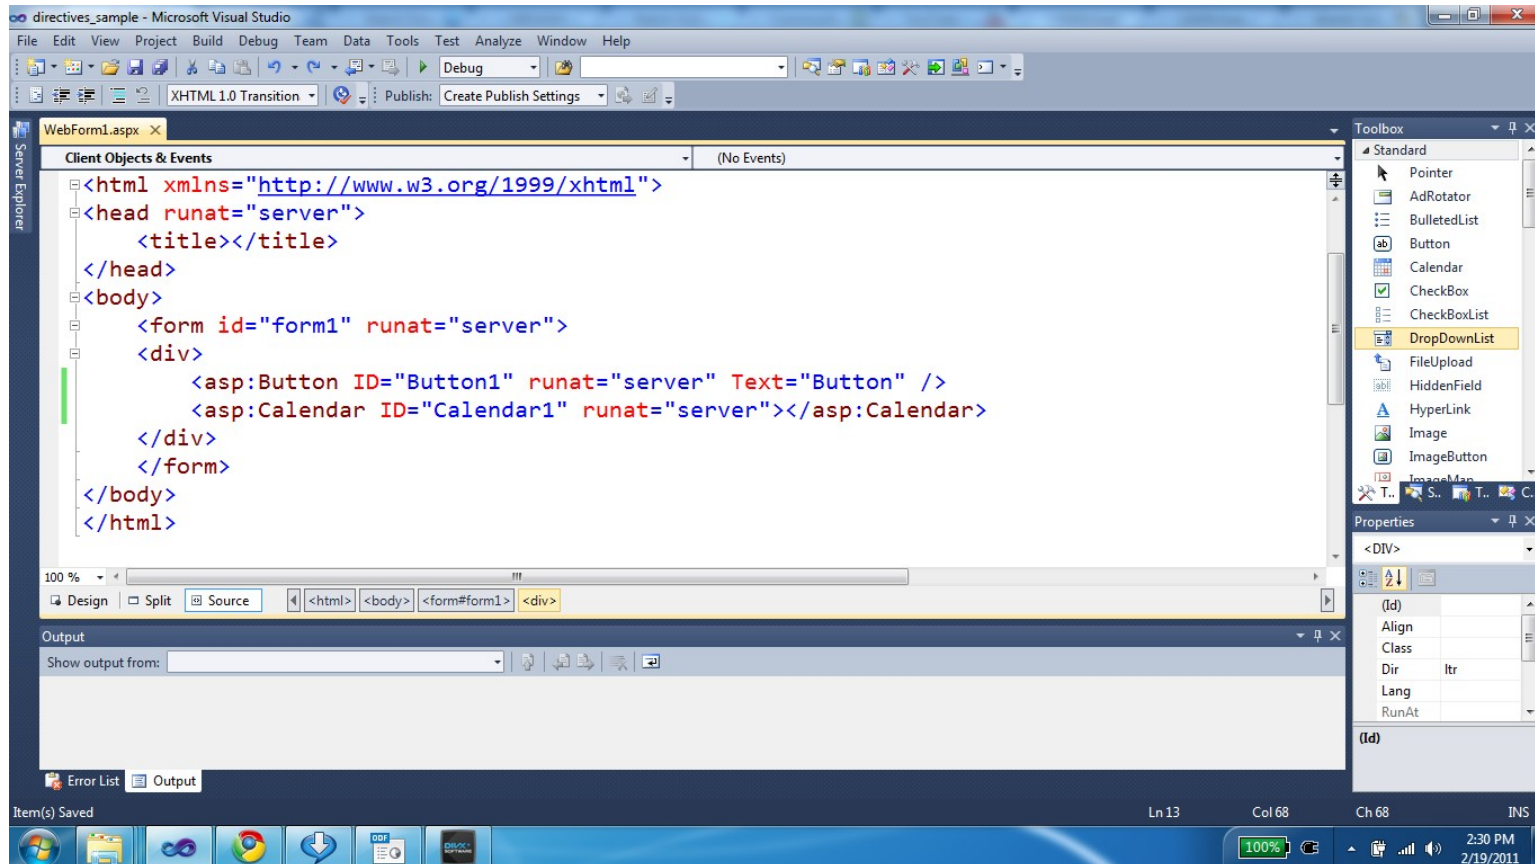 directives_sample - Microsoft Visual Studio
File Edit View Project Build Debug Team Data Tools Test Analyze Window Help
Debug
XHTML 1.0 Transition Publish: Create Publish Settings
Server Explorer
WebForm1.aspx
Client Objects & Events (No Events)
<html xmlns="http://www.w3.org/1999/xhtml">
<head runat="server">
<title></title>
</head>
<body>
<form id="form1" runat="server">
<div>
<asp:Button ID="Button1" runat="server" Text="Button" />
<asp:Calendar ID="Calendar1" runat="server"></asp:Calendar>
</div>
</form>
</body>
</html>
100 %
Design Split Source <html> <body> <form#form1> <div>
Output
Show output from:
Error List Output
Toolbox
Standard
Pointer
AdRotator
BulletedList
Button
Calendar
CheckBox
CheckBoxList
DropDownList
FileUpload
HiddenField
HyperLink
Image
ImageButton
ImageMap
T.. S.. T.. C.
Properties
<DIV>
(Id)
Align
Class
Dir ltr
Lang
RunAt
(Id)
Item(s) Saved Ln 13 Col 68 Ch 68 INS
ODF
DIVX
SOFTWARE
100%
2:30 PM
2/19/2011